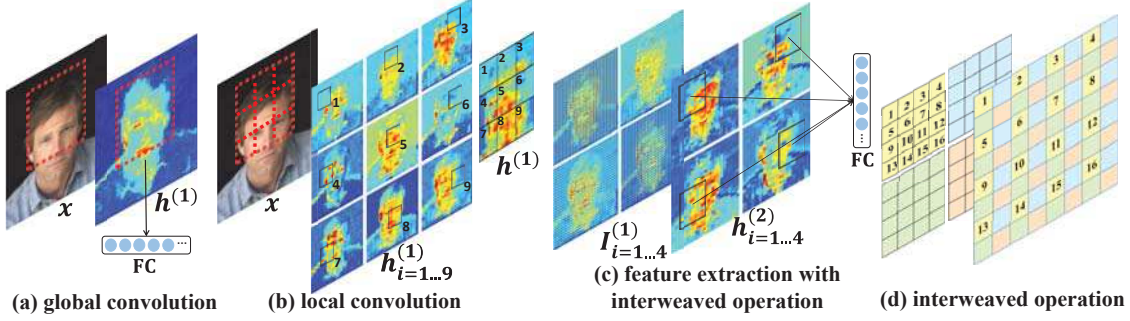 x
h^{(1)}
FC
(a) global convolution
x
1 2 3
4 5 6
7 8 9
h^{(1)}_{i=1...9}
1 2 3
4 8 9
7
h^{(1)}
(b) local convolution
I^{(1)}_{i=1...4}
h^{(2)}_{i=1...4}
FC
(c) feature extraction with
interweaved operation
1 2 3 4
5 6 7 8
9 10 11 12
13 14 15 16
1 2 3 4
5 6 7 8
9 10 11 12
13 14 15 16
(d) interweaved operation